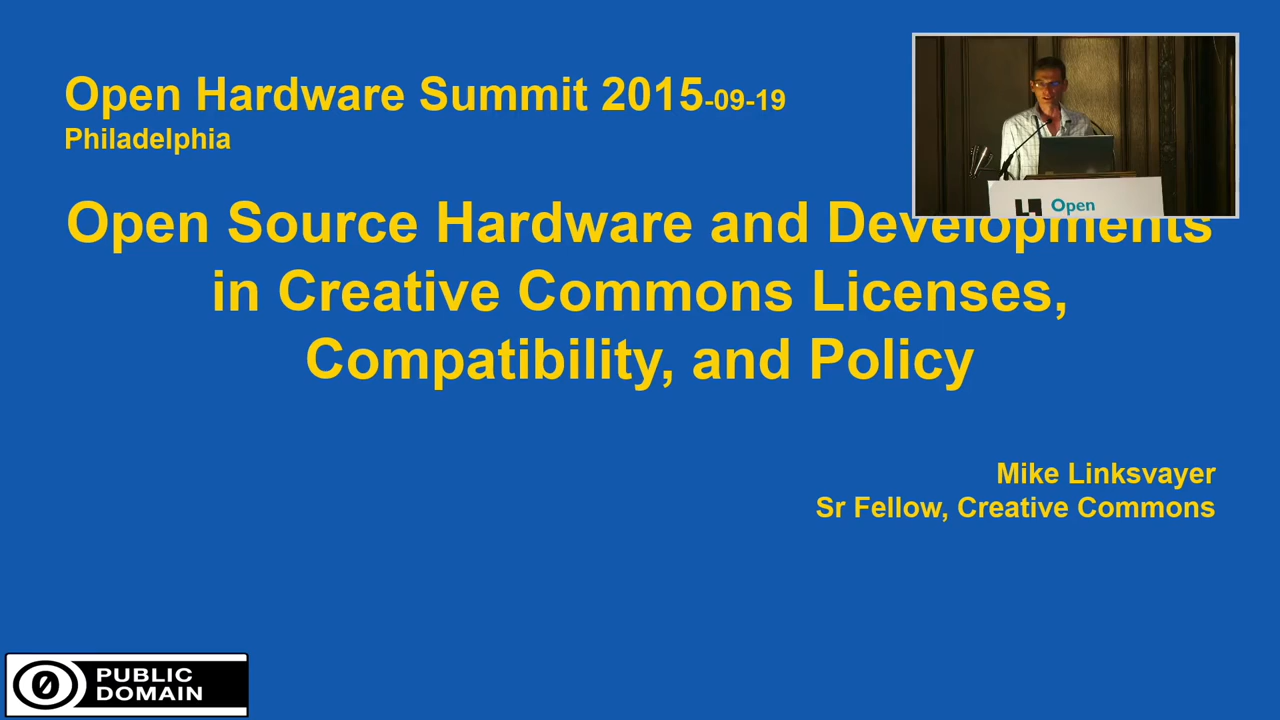 Open Hardware Summit 2015-09-19
Philadelphia
Open
Open Source Hardware and Developments
in Creative Commons Licenses,
Compatibility, and Policy
Mike Linksvayer
Sr Fellow, Creative Commons
0 PUBLIC
DOMAIN